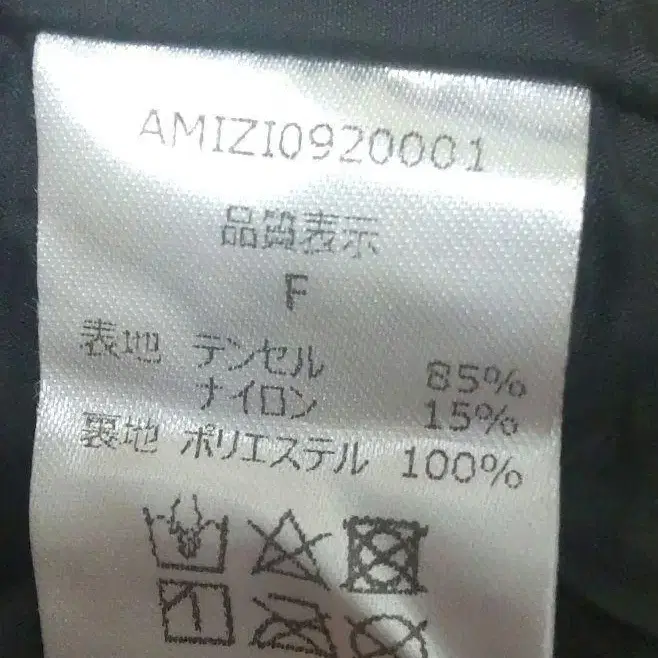 AMIZI0920001
品質表示
F
表地 テンセル 85%
ナイロン 15%
裏地 ポリエステル 100%